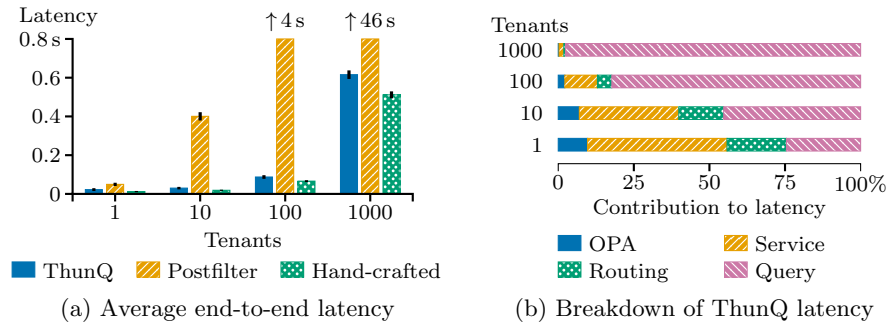 Latency
0.8 s
↑ 4 s
↑ 46 s
0.6
0.4
0.2
0
1
10
100
1000
Tenants
ThunQ
Postfilter
Hand-crafted
(a) Average end-to-end latency
Tenants
1000
100
10
1
0
25
50
75
100%
Contribution to latency
OPA
Service
Routing
Query
(b) Breakdown of ThunQ latency